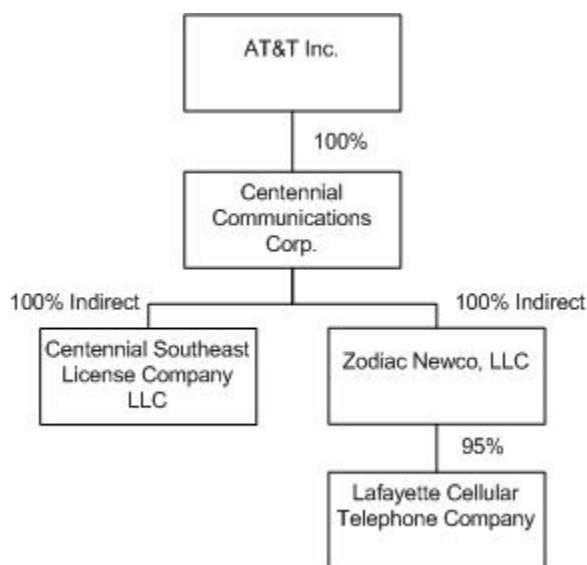 AT&T Inc.
100%
Centennial
Communications
Corp.
100% Indirect
100% Indirect
Centennial Southeast
License Company
LLC
Zodiac Newco, LLC
95%
Lafayette Cellular
Telephone Company